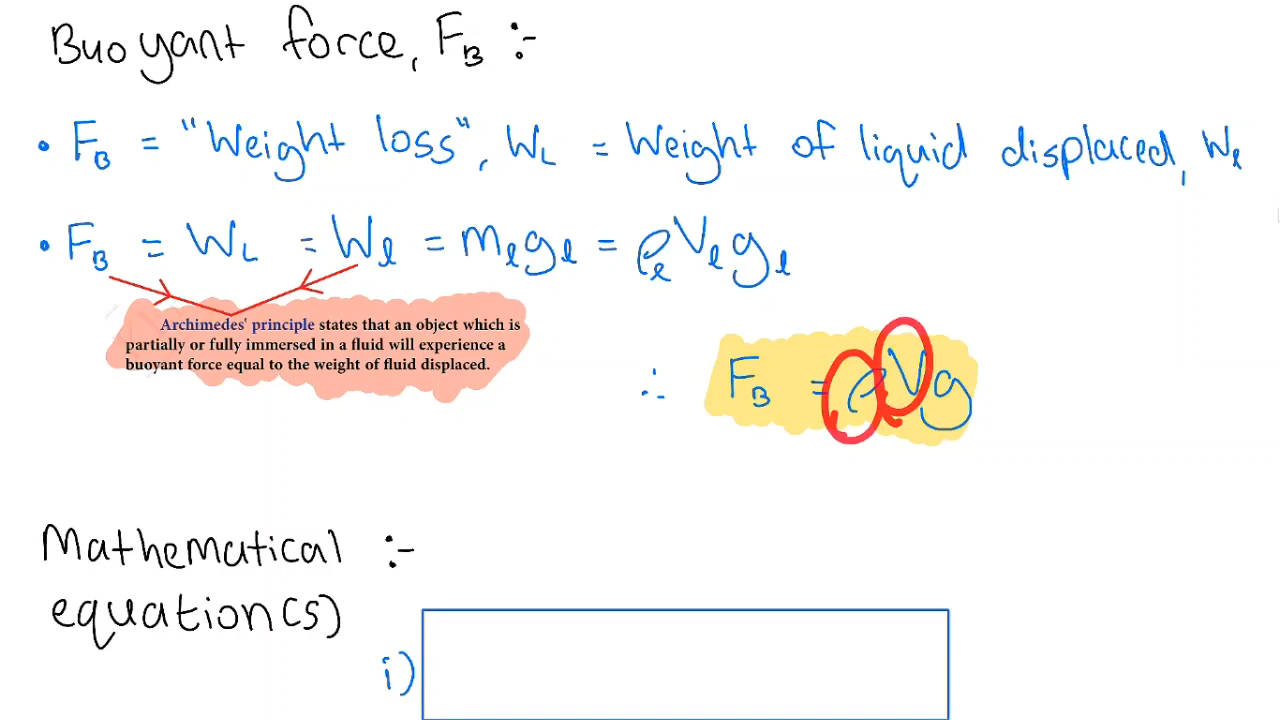 Buoyant force, F_B :-
• F_B = "Weight loss", W_L = Weight of liquid displaced, W_ℓ
• F_B = W_L = W_ℓ = m_ℓ g_ℓ = ρ_ℓ V_ℓ g_ℓ
Archimedes' principle states that an object which is
partially or fully immersed in a fluid will experience a
buoyant force equal to the weight of fluid displaced.
∴ F_B = ρVg
Mathematical :-
equation(s)
i)